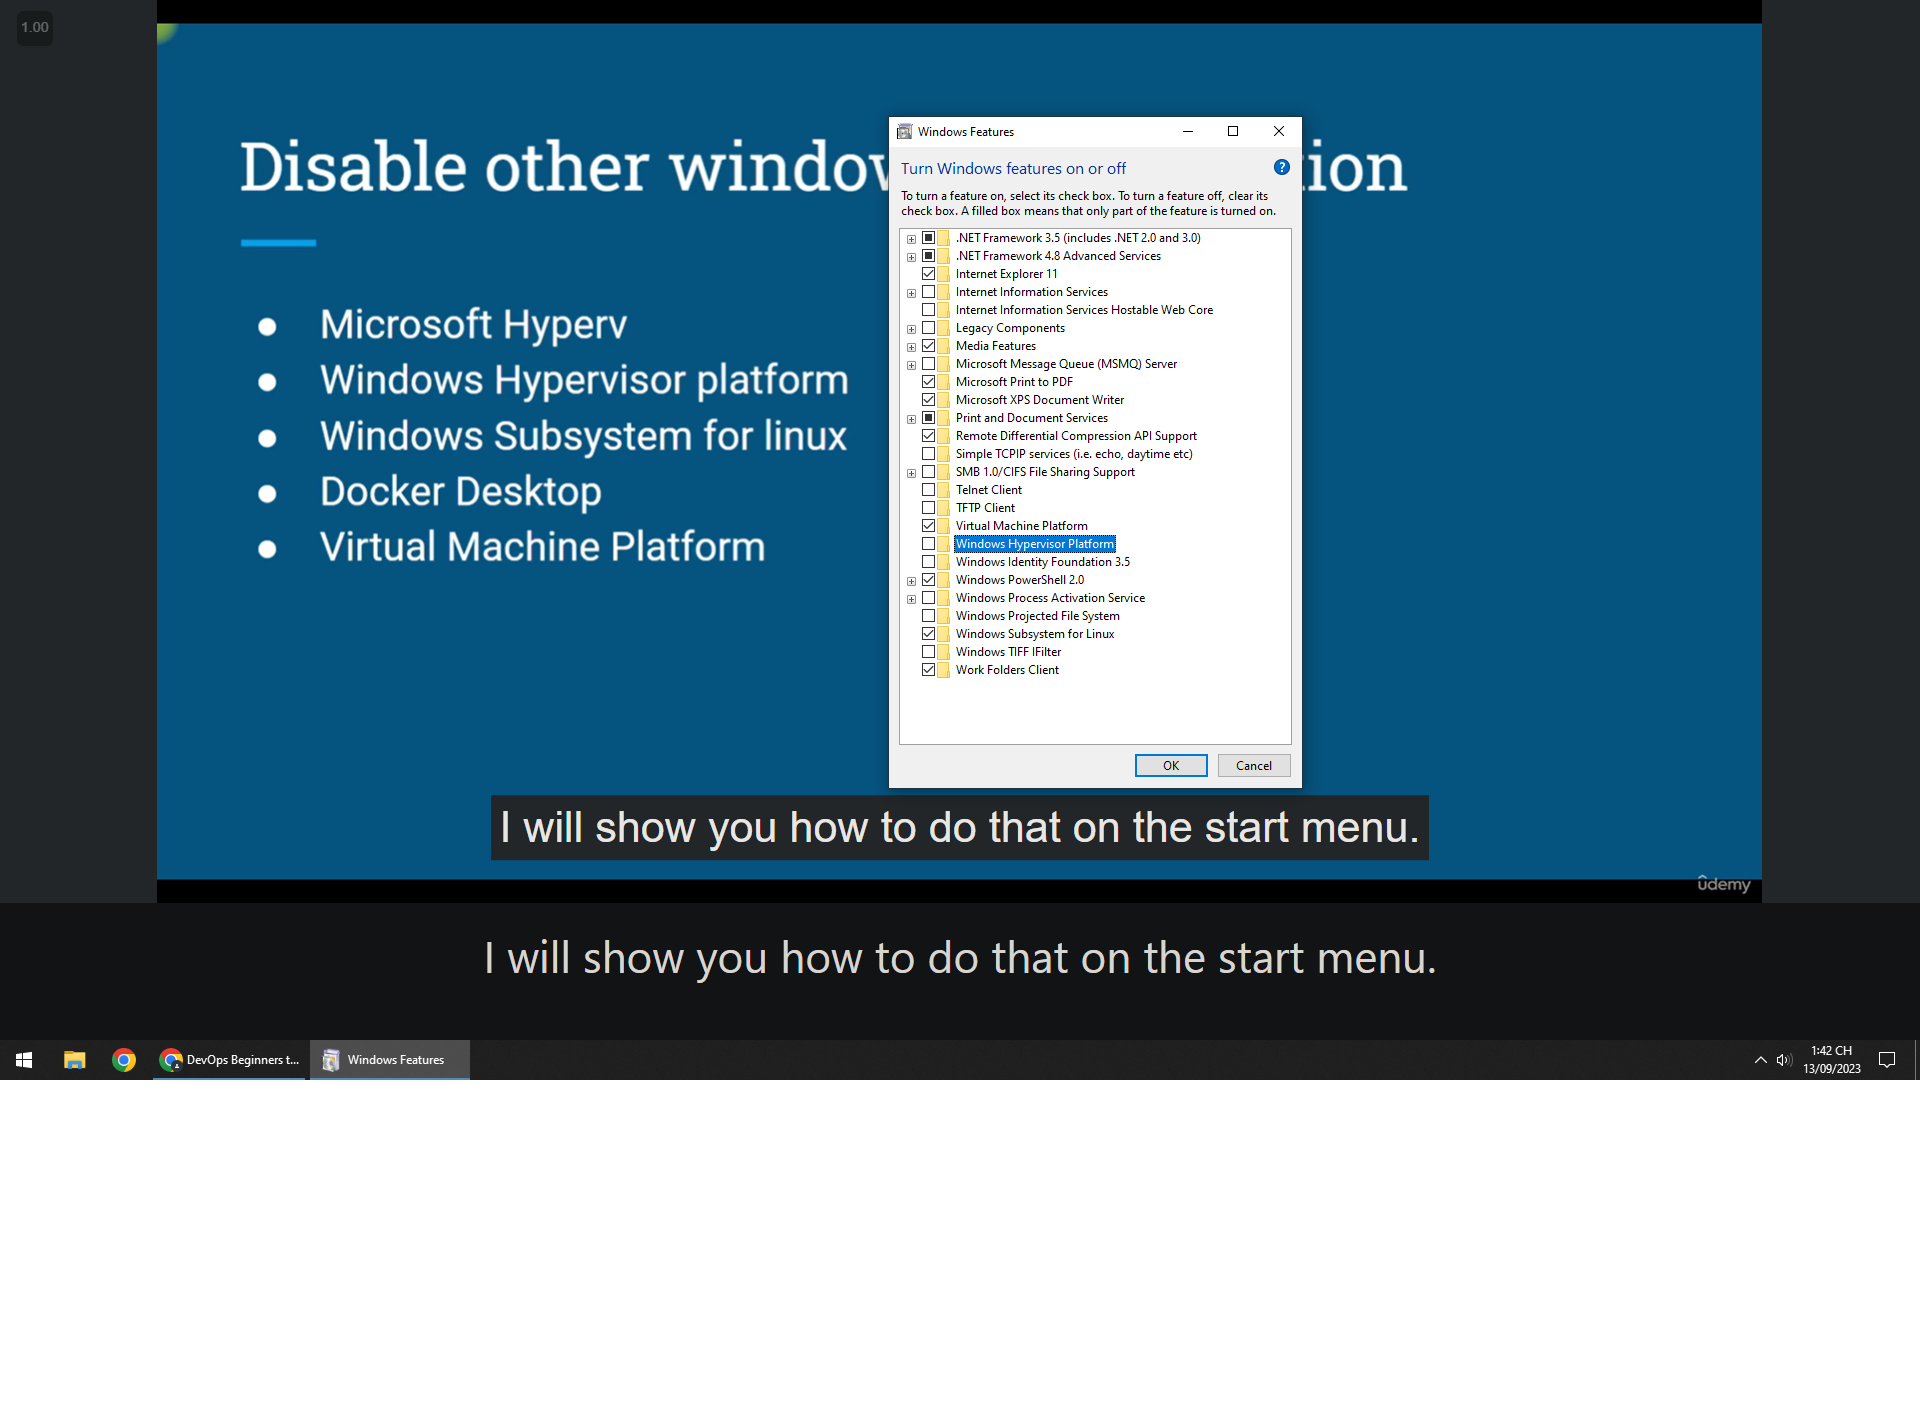 1.00
Disable other window
ion
Microsoft Hyperv
Windows Hypervisor platform
Windows Subsystem for linux
Docker Desktop
Virtual Machine Platform
Windows Features
Turn Windows features on or off
To turn a feature on, select its check box. To turn a feature off, clear its
check box. A filled box means that only part of the feature is turned on.
.NET Framework 3.5 (includes .NET 2.0 and 3.0)
.NET Framework 4.8 Advanced Services
Internet Explorer 11
Internet Information Services
Internet Information Services Hostable Web Core
Legacy Components
Media Features
Microsoft Message Queue (MSMQ) Server
Microsoft Print to PDF
Microsoft XPS Document Writer
Print and Document Services
Remote Differential Compression API Support
Simple TCPIP services (i.e. echo, daytime etc)
SMB 1.0/CIFS File Sharing Support
Telnet Client
TFTP Client
Virtual Machine Platform
Windows Hypervisor Platform
Windows Identity Foundation 3.5
Windows PowerShell 2.0
Windows Process Activation Service
Windows Projected File System
Windows Subsystem for Linux
Windows TIFF IFilter
Work Folders Client
OK Cancel
I will show you how to do that on the start menu.
ûdemy
I will show you how to do that on the start menu.
DevOps Beginners t... Windows Features
1:42 CH
13/09/2023